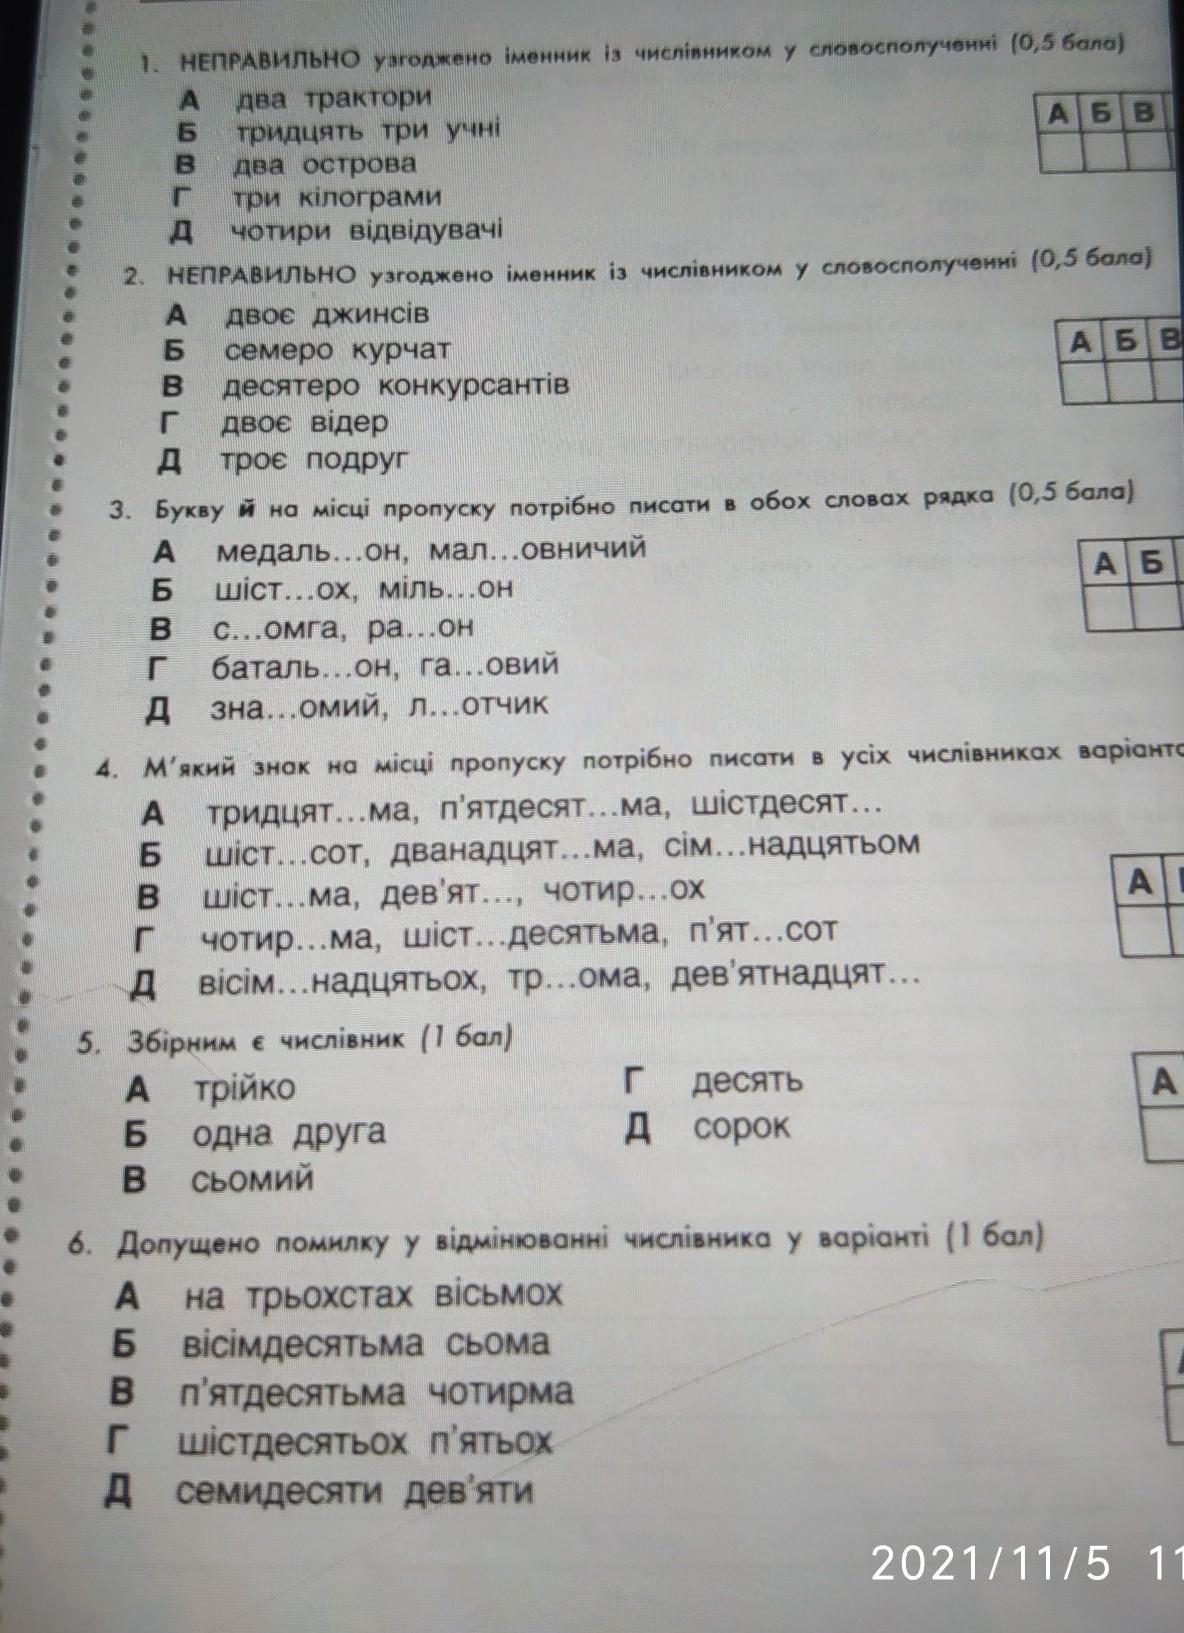 1. НЕПРАВИЛЬНО узгоджено іменник із числівником у словосполученні (0,5 бала)
А два трактори
Б тридцять три учні
В два острова
Г три кілограми
Д чотири відвідувачі
А Б В
2. НЕПРАВИЛЬНО узгоджено іменник із числівником у словосполученні (0,5 бала)
А двоє джинсів
Б семеро курчат
В десятеро конкурсантів
Г двоє відер
Д троє подруг
А Б В
3. Букву й на місці пропуску потрібно писати в обох словах рядка (0,5 бала)
А медаль...он, мал...овничий
Б шіст...ох, міль...он
В с...омга, ра...он
Г баталь...он, га...овий
Д зна...омий, л...отчик
А Б
4. М'який знак на місці пропуску потрібно писати в усіх числівниках варіанто
А тридцят...ма, п'ятдесят...ма, шістдесят...
Б шіст...сот, дванадцят...ма, сім...надцятьом
В шіст...ма, дев'ят..., чотир...ох
Г чотир...ма, шіст...десятьма, п'ят...сот
Д вісім...надцятьох, тр...ома, дев'ятнадцят...
А
5. Збірним є числівник (1 бал)
А трійко
Б одна друга
В сьомий
Г десять
Д сорок
А
6. Допущено помилку у відмінюванні числівника у варіанті (1 бал)
А на трьохстах вісьмох
Б вісімдесятьма сьома
В п'ятдесятьма чотирма
Г шістдесятьох п'ятьох
Д семидесяти дев'яти
2021/11/5 11